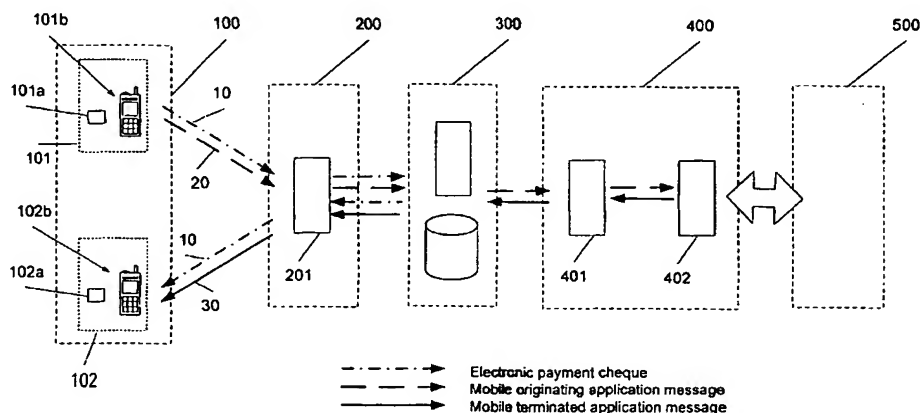 101b
100
200
300
400
500
101a
10
101
20
102b
10
201
401
402
102a
30
102
Electronic payment cheque
Mobile originating application message
Mobile terminated application message